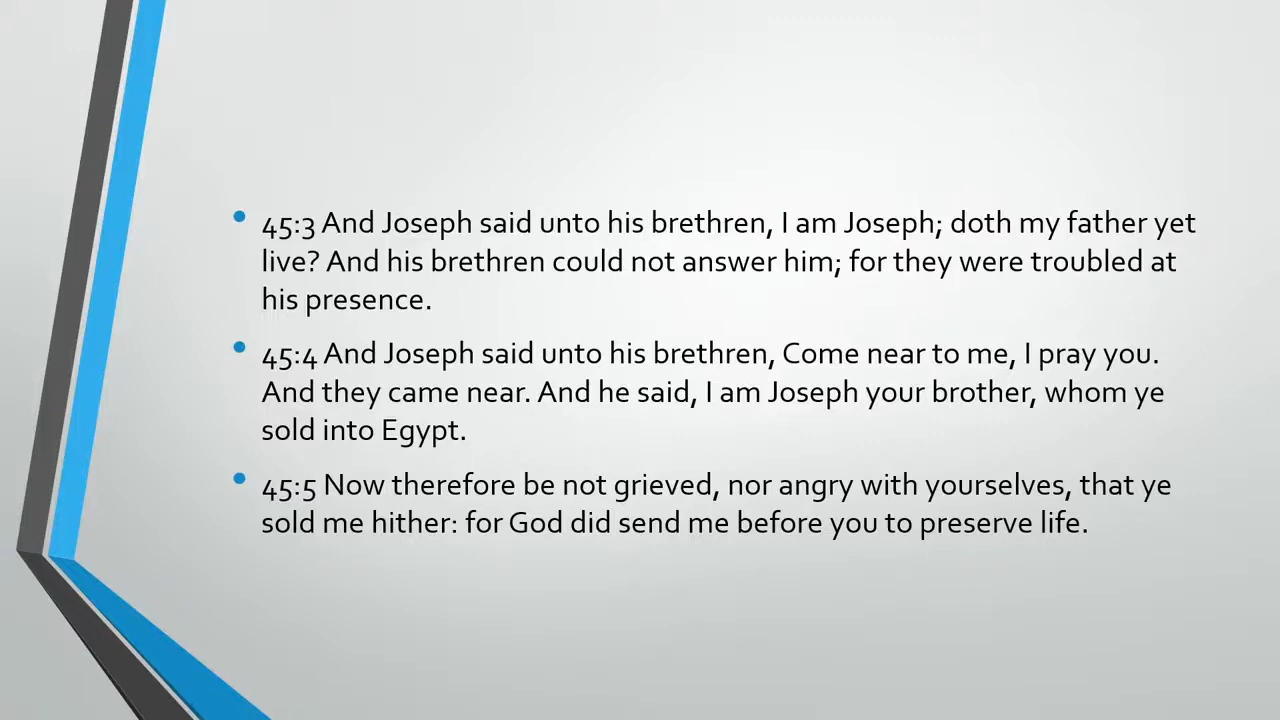 45:3 And Joseph said unto his brethren, I am Joseph; doth my father yet
live? And his brethren could not answer him; for they were troubled at
his presence.
45:4 And Joseph said unto his brethren, Come near to me, I pray you.
And they came near. And he said, I am Joseph your brother, whom ye
sold into Egypt.
45:5 Now therefore be not grieved, nor angry with yourselves, that ye
sold me hither: for God did send me before you to preserve life.